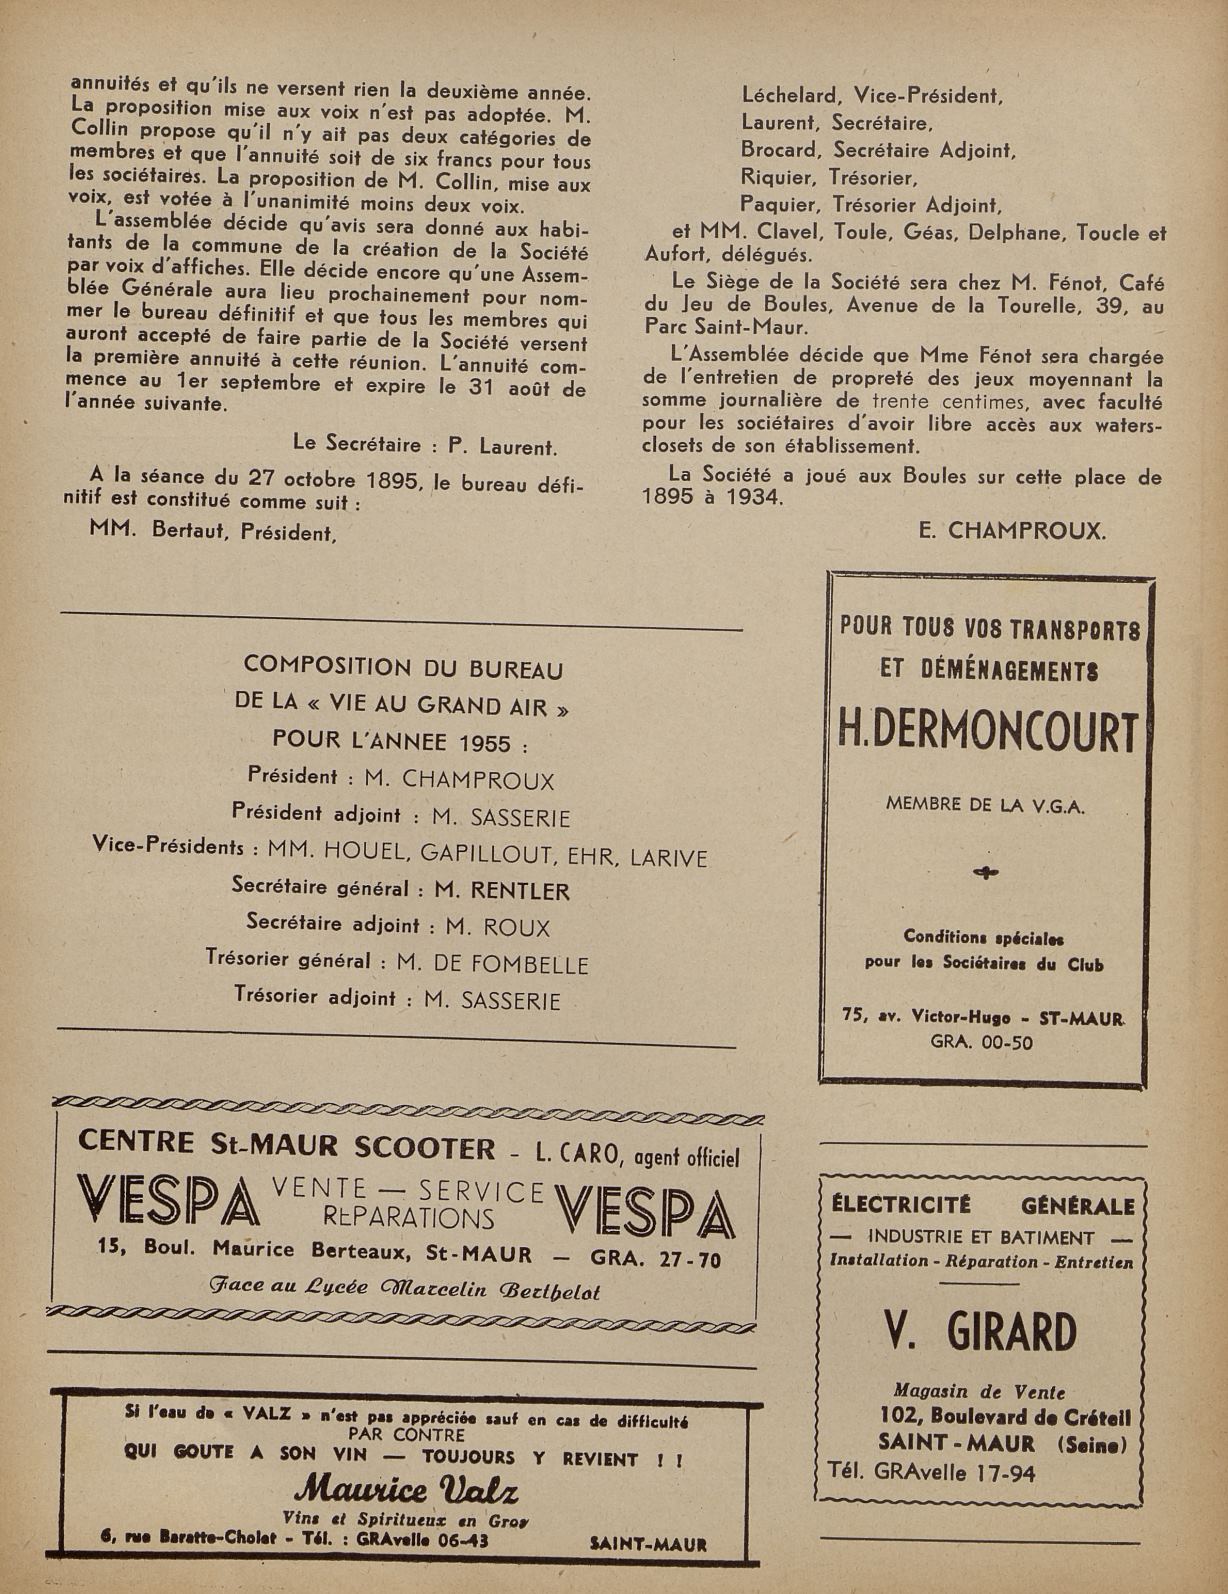 annuités et qu'ils ne versent rien la deuxième année.
La proposition mise aux voix n'est pas adoptée. M.
Collin propose qu'il n'y ait pas deux catégories de
membres et que l'annuité soit de six francs pour tous
les sociétaires. La proposition de M. Collin, mise aux
voix, est votée à l'unanimité moins deux voix.
L'assemblée décide qu'avis sera donné aux habi-
tants de la commune de la création de la Société
par voix d'affiches. Elle décide encore qu'une Assem-
blée Générale aura lieu prochainement pour nom-
mer le bureau définitif et que tous les membres qui
auront accepté de faire partie de la Société versent
la première annuité à cette réunion. L'annuité com-
mence au 1er septembre et expire le 31 août de
l'année suivante.
Le Secrétaire : P. Laurent.
A la séance du 27 octobre 1895, le bureau défi-
nitif est constitué comme suit :
MM. Bertaut, Président,
Léchelard, Vice-Président,
Laurent, Secrétaire,
Brocard, Secrétaire Adjoint,
Riquier, Trésorier,
Paquier, Trésorier Adjoint,
et MM. Clavel, Toule, Géas, Delphane, Toucle et
Aufort, délégués.
Le Siège de la Société sera chez M. Fénot, Café
du Jeu de Boules, Avenue de la Tourelle, 39, au
Parc Saint-Maur.
L'Assemblée décide que Mme Fénot sera chargée
de l'entretien de propreté des jeux moyennant la
somme journalière de trente centimes, avec faculté
pour les sociétaires d'avoir libre accès aux waters-
closets de son établissement.
La Société a joué aux Boules sur cette place de
1895 à 1934.
E. CHAMPROUX.
COMPOSITION DU BUREAU
DE LA « VIE AU GRAND AIR »
POUR L'ANNEE 1955 :
Président : M. CHAMPROUX
Président adjoint : M. SASSERIE
Vice-Présidents : MM. HOUEL, GAPILLOUT, EHR, LARIVE
Secrétaire général : M. RENTLER
Secrétaire adjoint : M. ROUX
Trésorier général : M. DE FOMBELLE
Trésorier adjoint : M. SASSERIE
POUR TOUS VOS TRANSPORTS
ET DÉMÉNAGEMENTS
H. DERMONCOURT
MEMBRE DE LA V.G.A.
Conditions spéciales
pour les Sociétaires du Club
75, av. Victor-Hugo - ST-MAUR
GRA. 00-50
CENTRE St-MAUR SCOOTER - L. CARO, agent officiel
VESPA VENTE — SERVICE VESPA
RÉPARATIONS
15, Boul. Maurice Berteaux, St-MAUR — GRA. 27-70
Face au Lycée Marcelin Berthelot
Si l'eau de « VALZ » n'est pas appréciée sauf en cas de difficulté
PAR CONTRE
QUI GOUTE A SON VIN — TOUJOURS Y REVIENT ! !
Maurice Valz
Vins et Spiritueux en Gros
6, rue Baratte-Cholet - Tél. : GRAvelle 06-43 SAINT-MAUR
ÉLECTRICITÉ GÉNÉRALE
— INDUSTRIE ET BATIMENT —
Installation - Réparation - Entretien
V. GIRARD
Magasin de Vente
102, Boulevard de Créteil
SAINT-MAUR (Seine)
Tél. GRAvelle 17-94